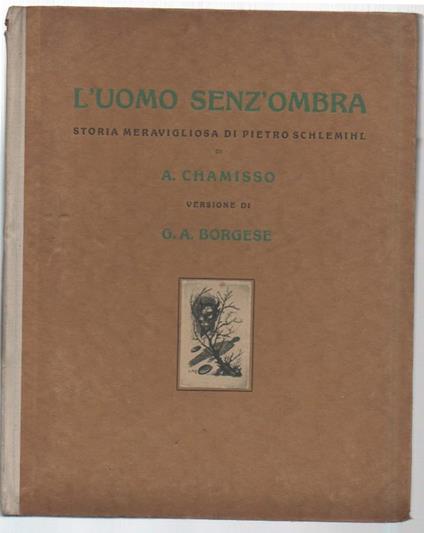 L'UOMO SENZ'OMBRA
STORIA MERAVIGLIOSA DI PIETRO SCHLEMIHL
DI
A. CHAMISSO
VERSIONE DI
G. A. BORGESE